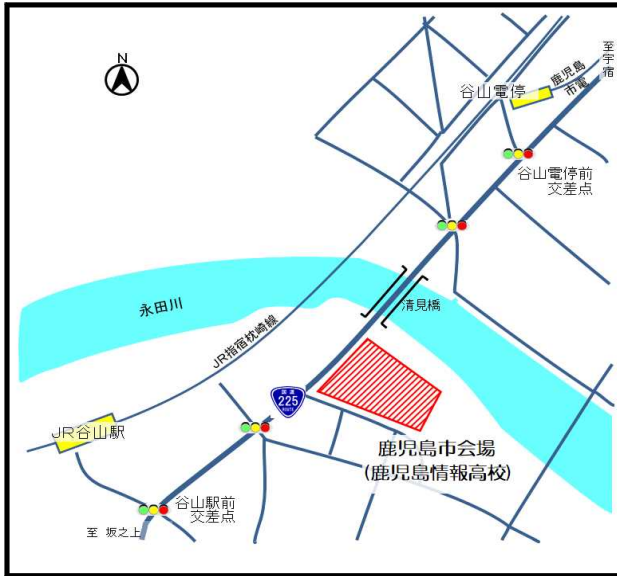 N
至宇宿
鹿児島
市電
谷山電停
谷山電停前
交差点
清見橋
永田川
JR指宿枕崎線
国道
225
ROUTE
JR谷山駅
鹿児島市会場
(鹿児島情報高校)
谷山駅前
交差点
至 坂之上